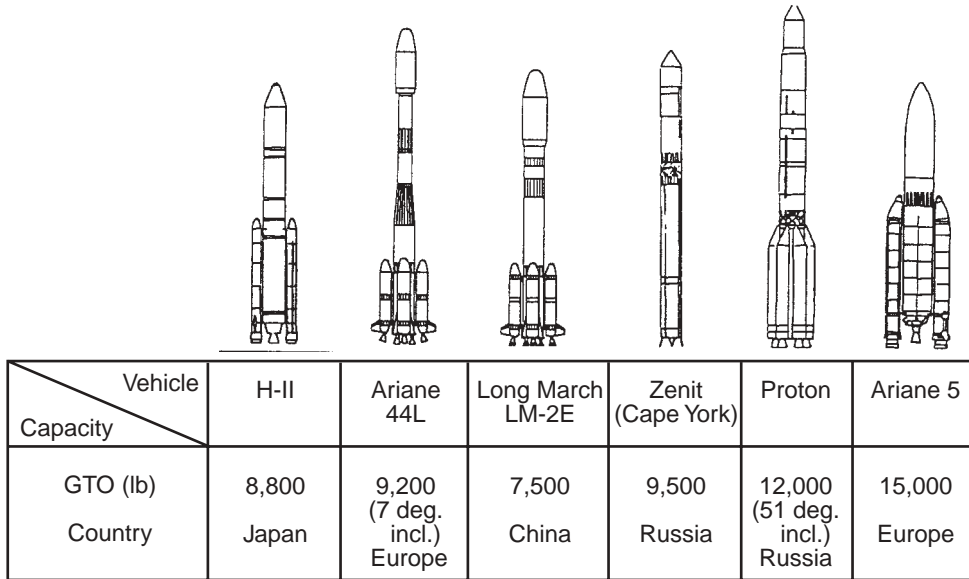 Vehicle
Capacity
H-II
Ariane
44L
Long March
LM-2E
Zenit
(Cape York)
Proton
Ariane 5
GTO (lb)
Country
8,800
Japan
9,200
(7 deg.
incl.)
Europe
7,500
China
9,500
Russia
12,000
(51 deg.
incl.)
Russia
15,000
Europe